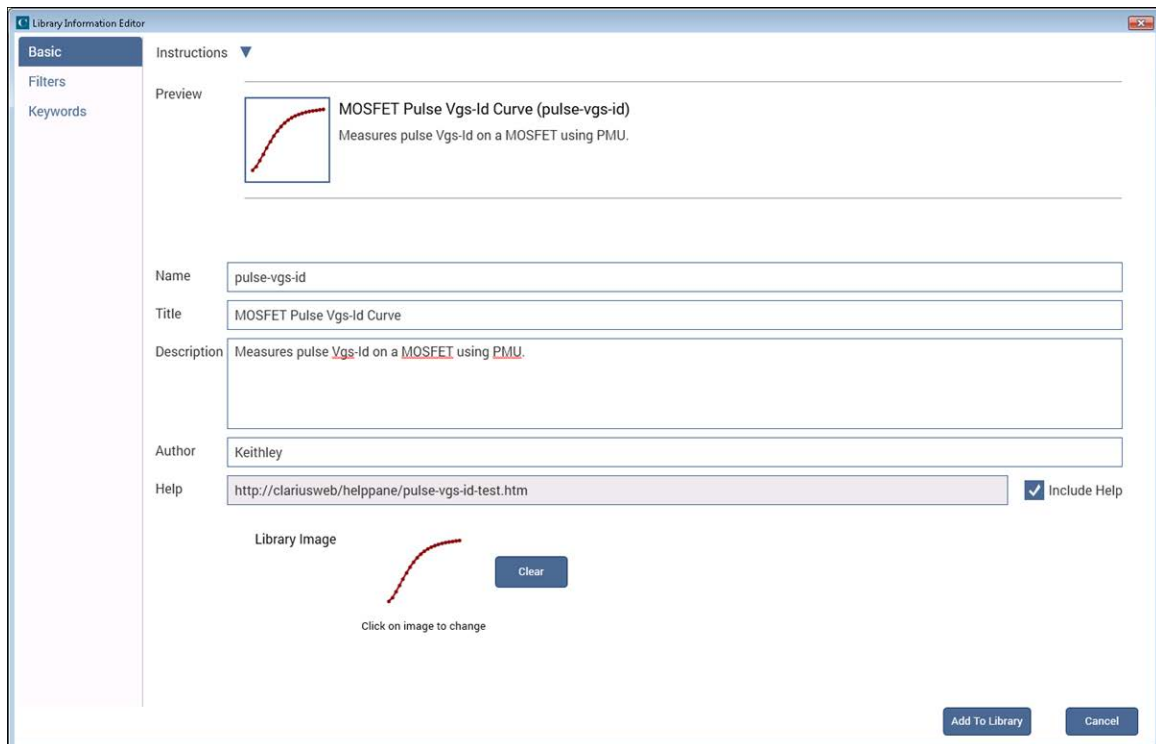 Library Information Editor
Basic
Filters
Keywords
Instructions
Preview
MOSFET Pulse Vgs-Id Curve (pulse-vgs-id)
Measures pulse Vgs-Id on a MOSFET using PMU.
Name pulse-vgs-id
Title MOSFET Pulse Vgs-Id Curve
Description Measures pulse Vgs-Id on a MOSFET using PMU.
Author Keithley
Help http://clariusweb/helppane/pulse-vgs-id-test.htm Include Help
Library Image
Clear
Click on image to change
Add To Library Cancel